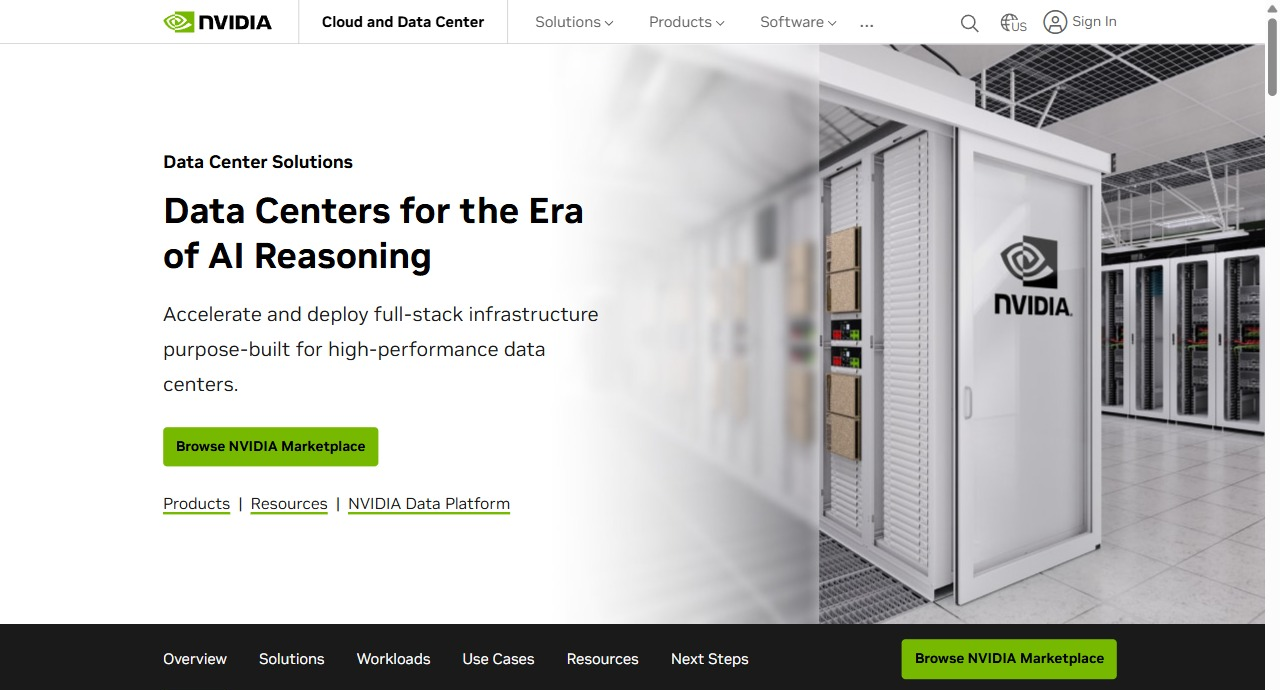 NVIDIA
Cloud and Data Center
Solutions
Products
Software
...
US
Sign In
Data Center Solutions
Data Centers for the Era
of AI Reasoning
Accelerate and deploy full-stack infrastructure
purpose-built for high-performance data
centers.
Browse NVIDIA Marketplace
Products | Resources | NVIDIA Data Platform
NVIDIA.
Overview
Solutions
Workloads
Use Cases
Resources
Next Steps
Browse NVIDIA Marketplace